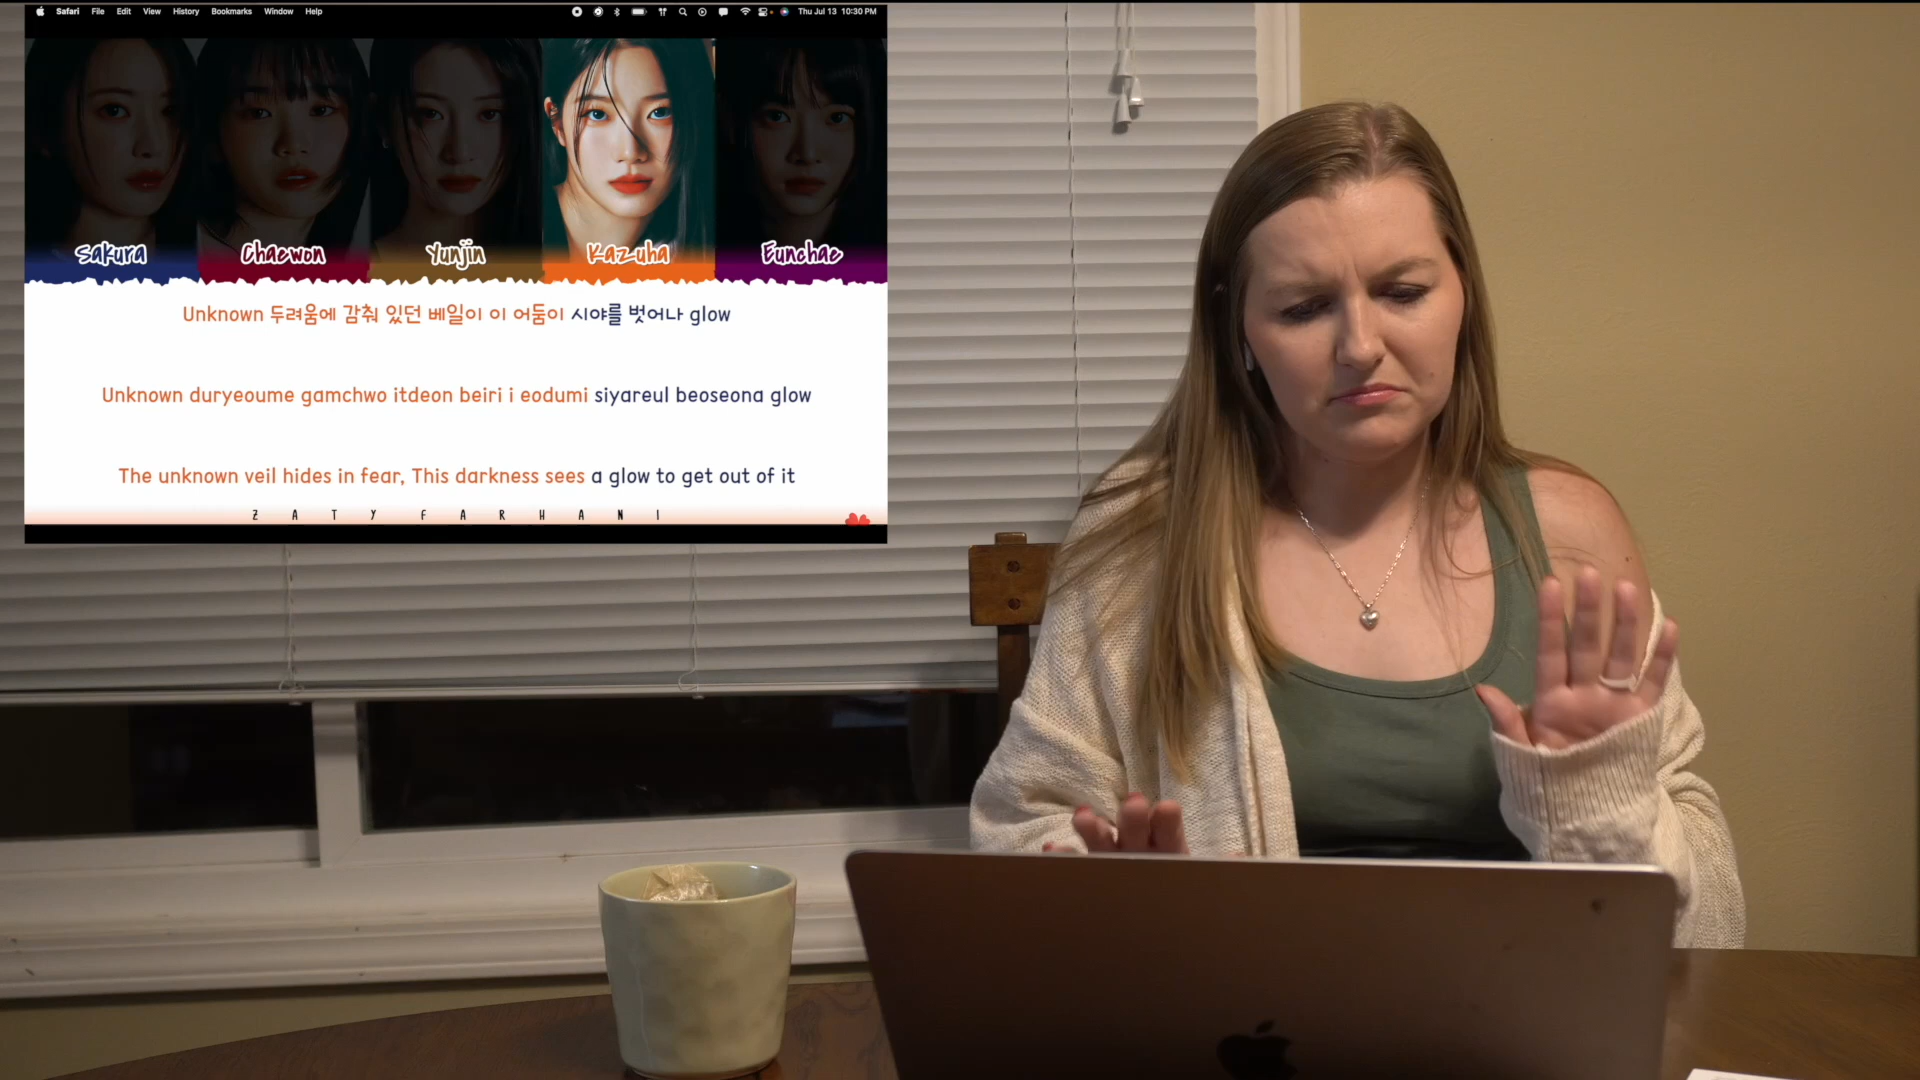 Safari File Edit View History Bookmarks Window Help Thu Jul 13 10:30 PM
Sakura Chaewon Yunjin Kazuha Eunchae
Unknown 두려움에 감춰 있던 베일이 이 어둠이 시야를 벗어나 glow
Unknown duryeoume gamchwo itdeon beiri i eodumi siyareul beoseona glow
The unknown veil hides in fear, This darkness sees a glow to get out of it
ZATY FARHANI